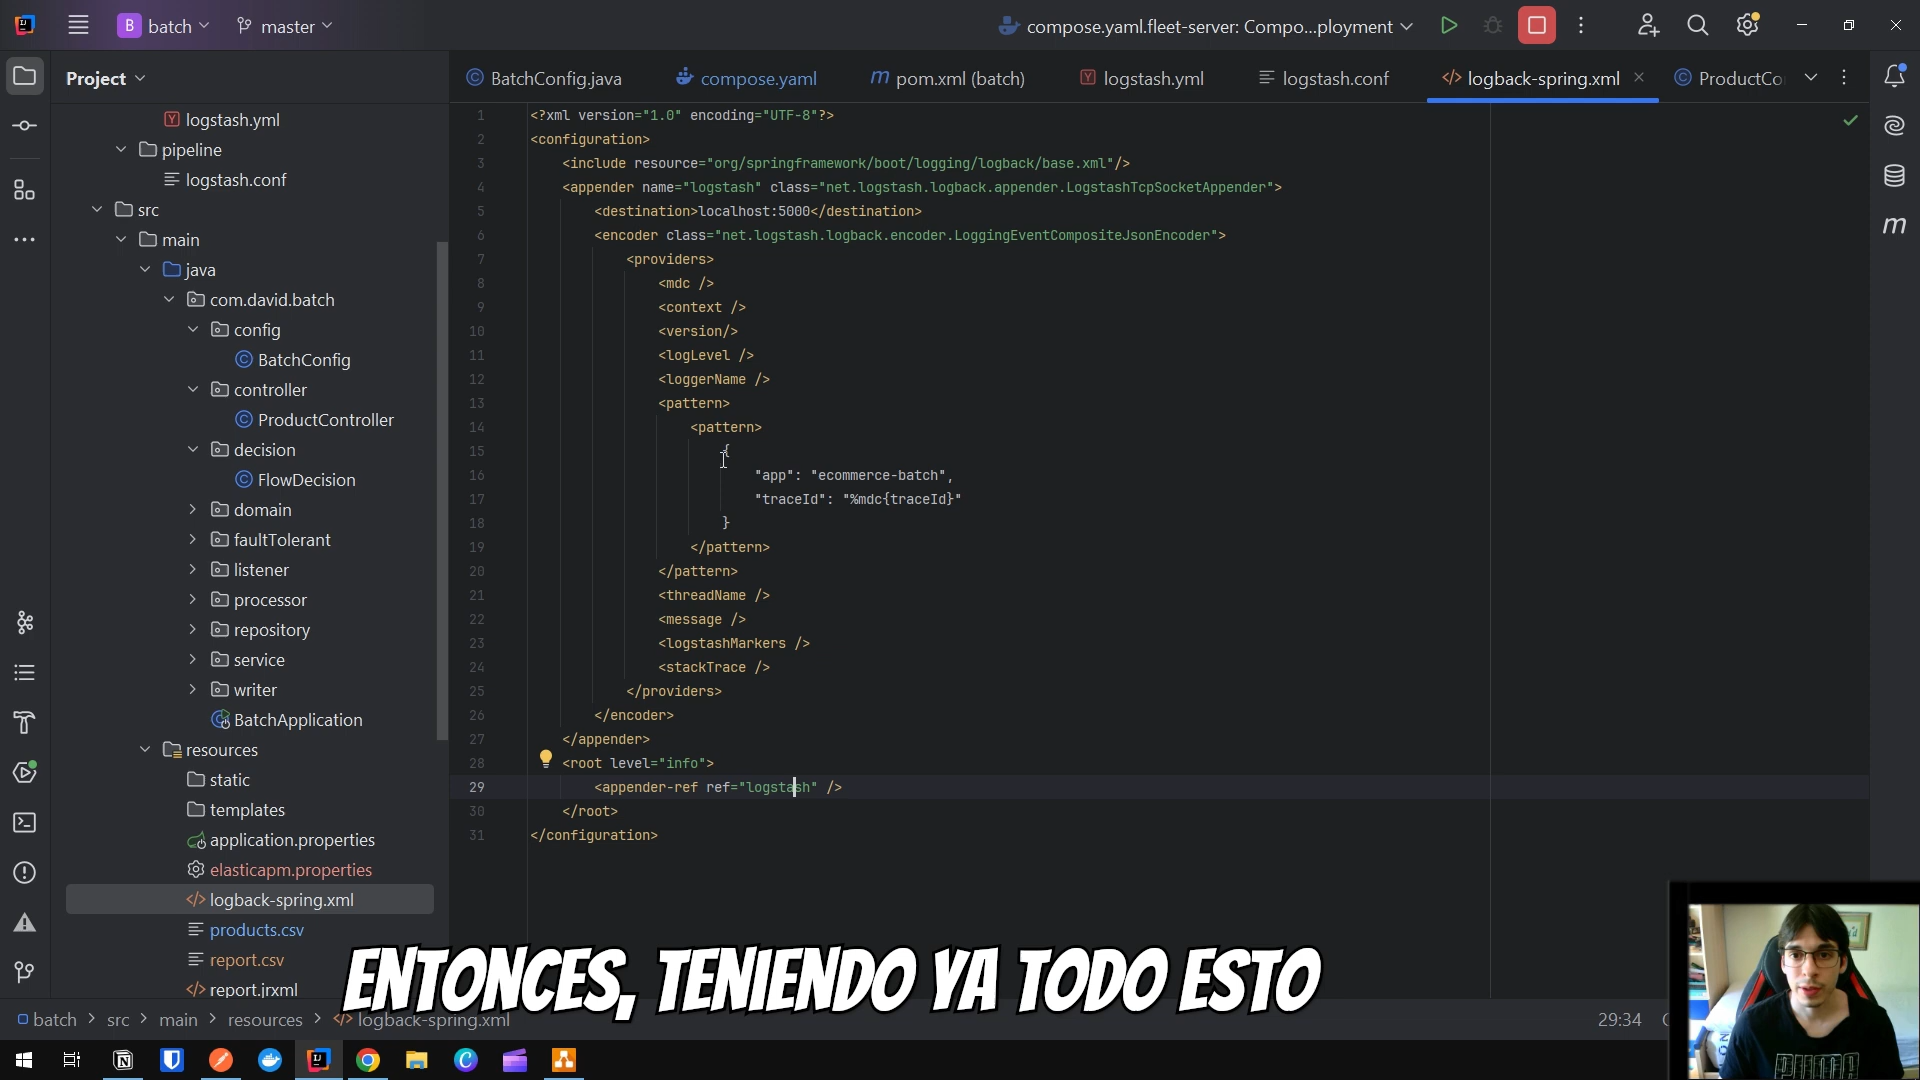 batch
master
compose.yaml.fleet-server: Compo...ployment
Project
BatchConfig.java
compose.yaml
pom.xml (batch)
logstash.yml
logstash.conf
logback-spring.xml
ProductCo
logstash.yml
pipeline
logstash.conf
src
main
java
com.david.batch
config
BatchConfig
controller
ProductController
decision
FlowDecision
domain
faultTolerant
listener
processor
repository
service
writer
BatchApplication
resources
static
templates
application.properties
elasticapm.properties
logback-spring.xml
products.csv
report.csv
report.jrxml
1 <?xml version="1.0" encoding="UTF-8"?>
2 <configuration>
3 <include resource="org/springframework/boot/logging/logback/base.xml"/>
4 <appender name="logstash" class="net.logstash.logback.appender.LogstashTcpSocketAppender">
5 <destination>localhost:5000</destination>
6 <encoder class="net.logstash.logback.encoder.LoggingEventCompositeJsonEncoder">
7 <providers>
8 <mdc />
9 <context />
10 <version/>
11 <logLevel />
12 <loggerName />
13 <pattern>
14 <pattern>
15 {
16 "app": "ecommerce-batch",
17 "traceId": "%mdc{traceId}"
18 }
19 </pattern>
20 </pattern>
21 <threadName />
22 <message />
23 <logstashMarkers />
24 <stackTrace />
25 </providers>
26 </encoder>
27 </appender>
28 <root level="info">
29 <appender-ref ref="logstash" />
30 </root>
31 </configuration>
ENTONCES, TENIENDO YA TODO ESTO
batch > src > main > resources > logback-spring.xml
29:34
PUMA